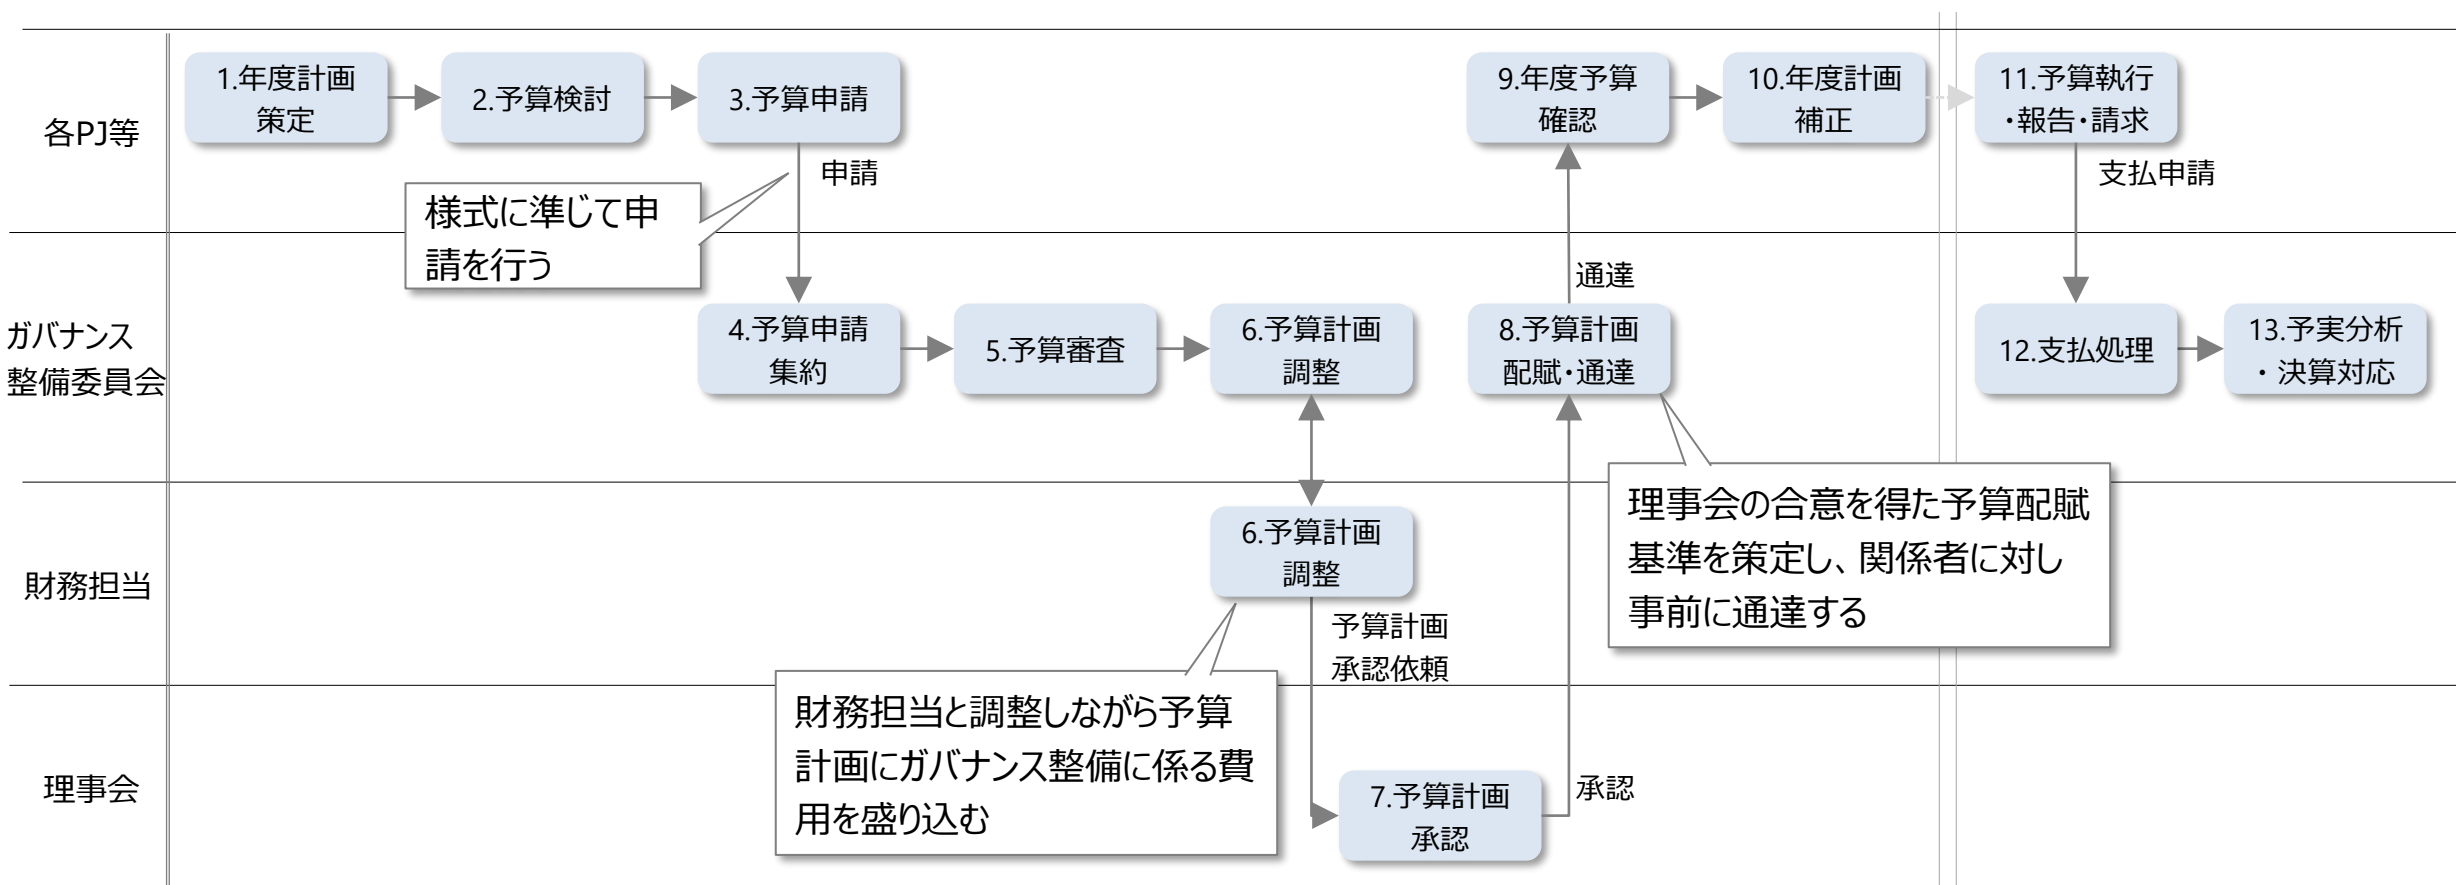 各PJ等
1.年度計画
策定
2.予算検討
3.予算申請
申請
様式に準じて申
請を行う
9.年度予算
確認
10.年度計画
補正
11.予算執行
・報告・請求
支払申請
ガバナンス
整備委員会
4.予算申請
集約
5.予算審査
6.予算計画
調整
通達
8.予算計画
配賦・通達
12.支払処理
13.予実分析
・ 決算対応
理事会の合意を得た予算配賦
基準を策定し、関係者に対し
事前に通達する
財務担当
6.予算計画
調整
予算計画
承認依頼
財務担当と調整しながら予算
計画にガバナンス整備に係る費
用を盛り込む
理事会
7.予算計画
承認
承認